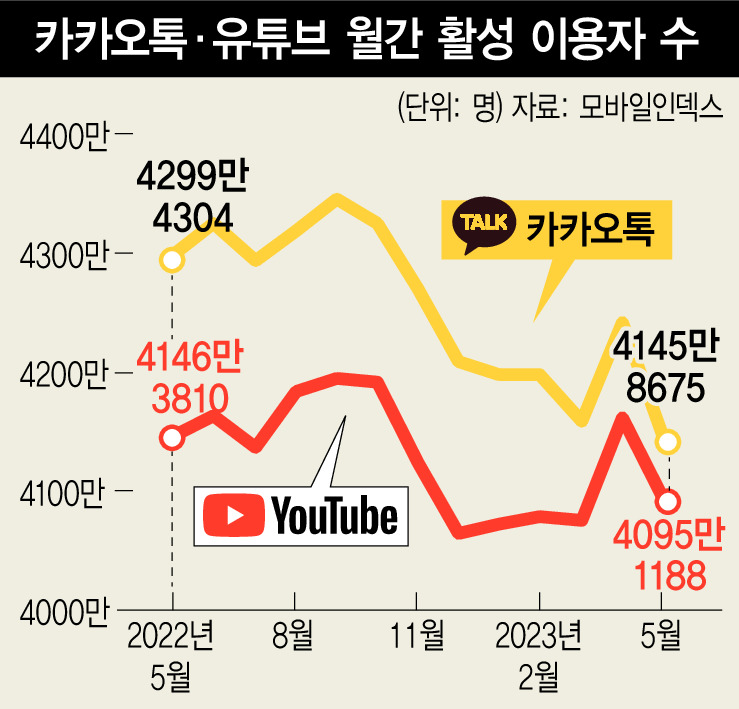 카카오톡·유튜브 월간 활성 이용자 수
(단위: 명) 자료: 모바일인덱스
4400만
4299만
4304
TALK 카카오톡
4300만
4146만
3810
4145만
8675
4200만
4100만
YouTube
4095만
1188
4000만
2022년
5월
8월
11월
2023년
2월
5월